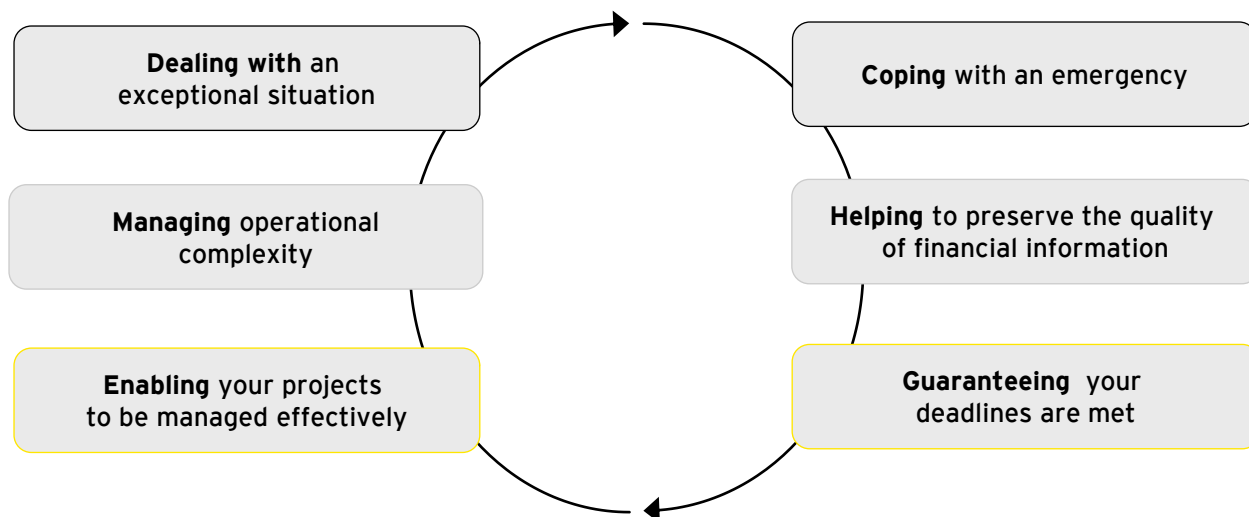 Dealing with an
exceptional situation
Coping with an emergency
Managing operational
complexity
Helping to preserve the quality
of financial information
Enabling your projects
to be managed effectively
Guaranteeing your
deadlines are met